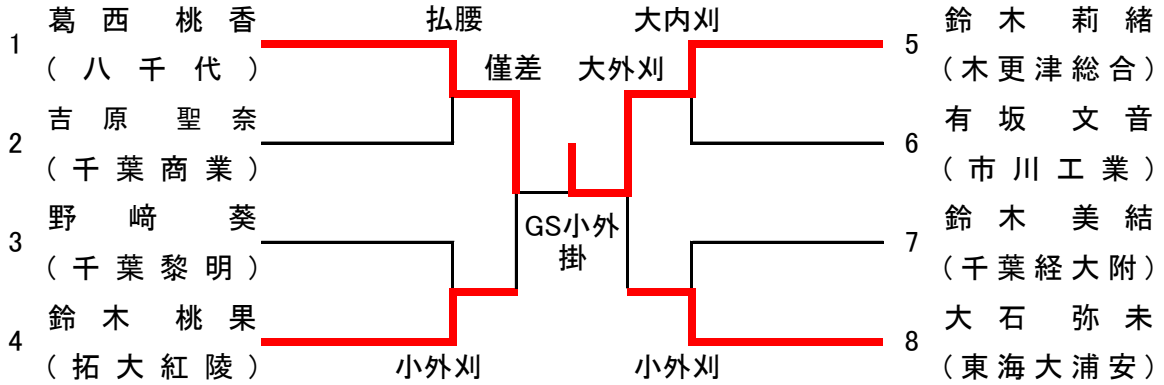 葛西 桃香
払腰
大内刈
鈴木 莉緒
1
5
(八千代)
僅差
大外刈
(木更津総合)
吉原 聖奈
有坂 文音
2
6
(千葉商業)
(市川工業)
野﨑 葵
GS小外
掛
鈴木 美結
3
7
(千葉黎明)
(千葉経大附)
鈴木 桃果
大石 弥未
4
8
(拓大紅陵)
小外刈
小外刈
(東海大浦安)